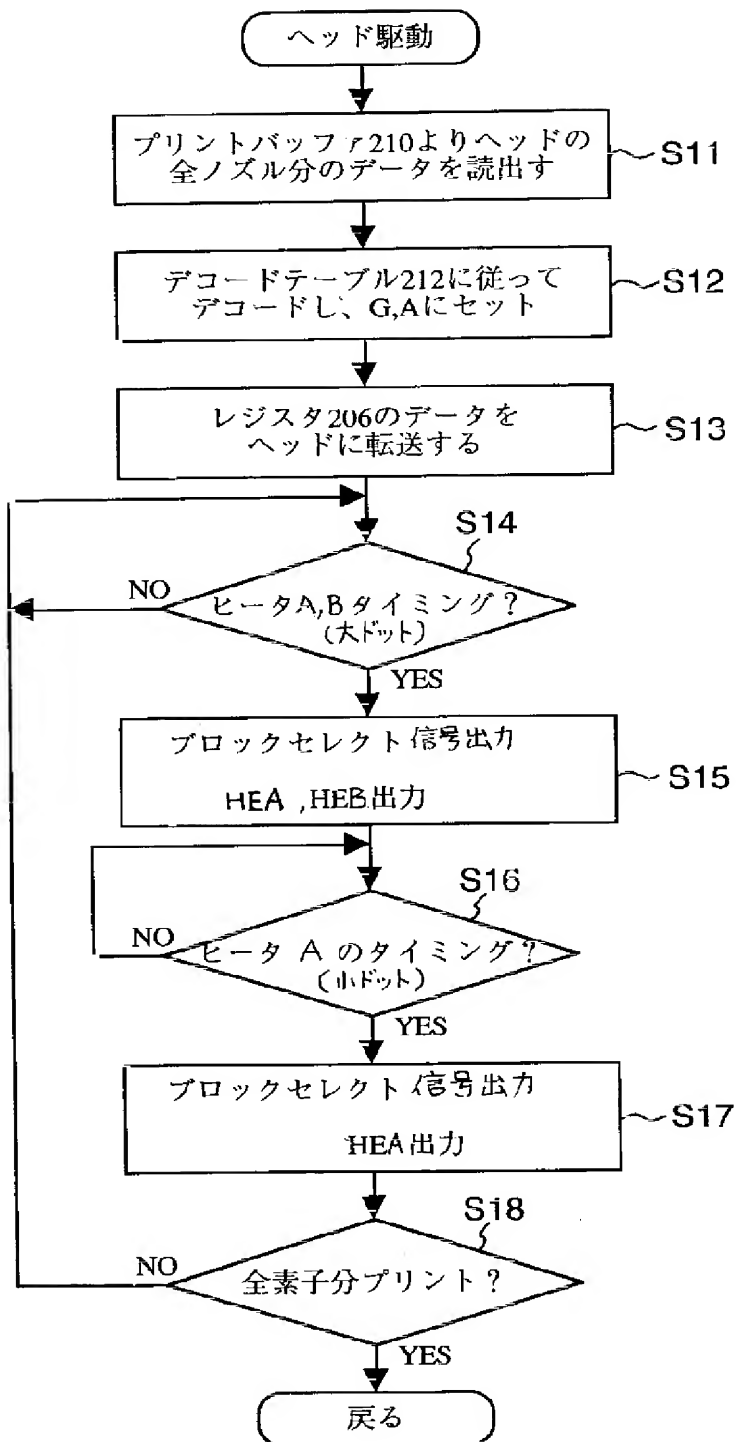 ヘッド駆動
プリントバッファ210よりヘッドの
全ノズル分のデータを読出す
S11
デコードテーブル212に従って
デコードし、G,Aにセット
S12
レジスタ206のデータを
ヘッドに転送する
S13
S14
NO
ヒータA,Bタイミング?
(大ドット)
YES
ブロックセレクト信号出力
HEA ,HEB出力
S15
S16
NO
ヒータ A のタイミング?
(小ドット)
YES
ブロックセレクト信号出力
HEA出力
S17
S18
NO
全素子分プリント?
YES
戻る